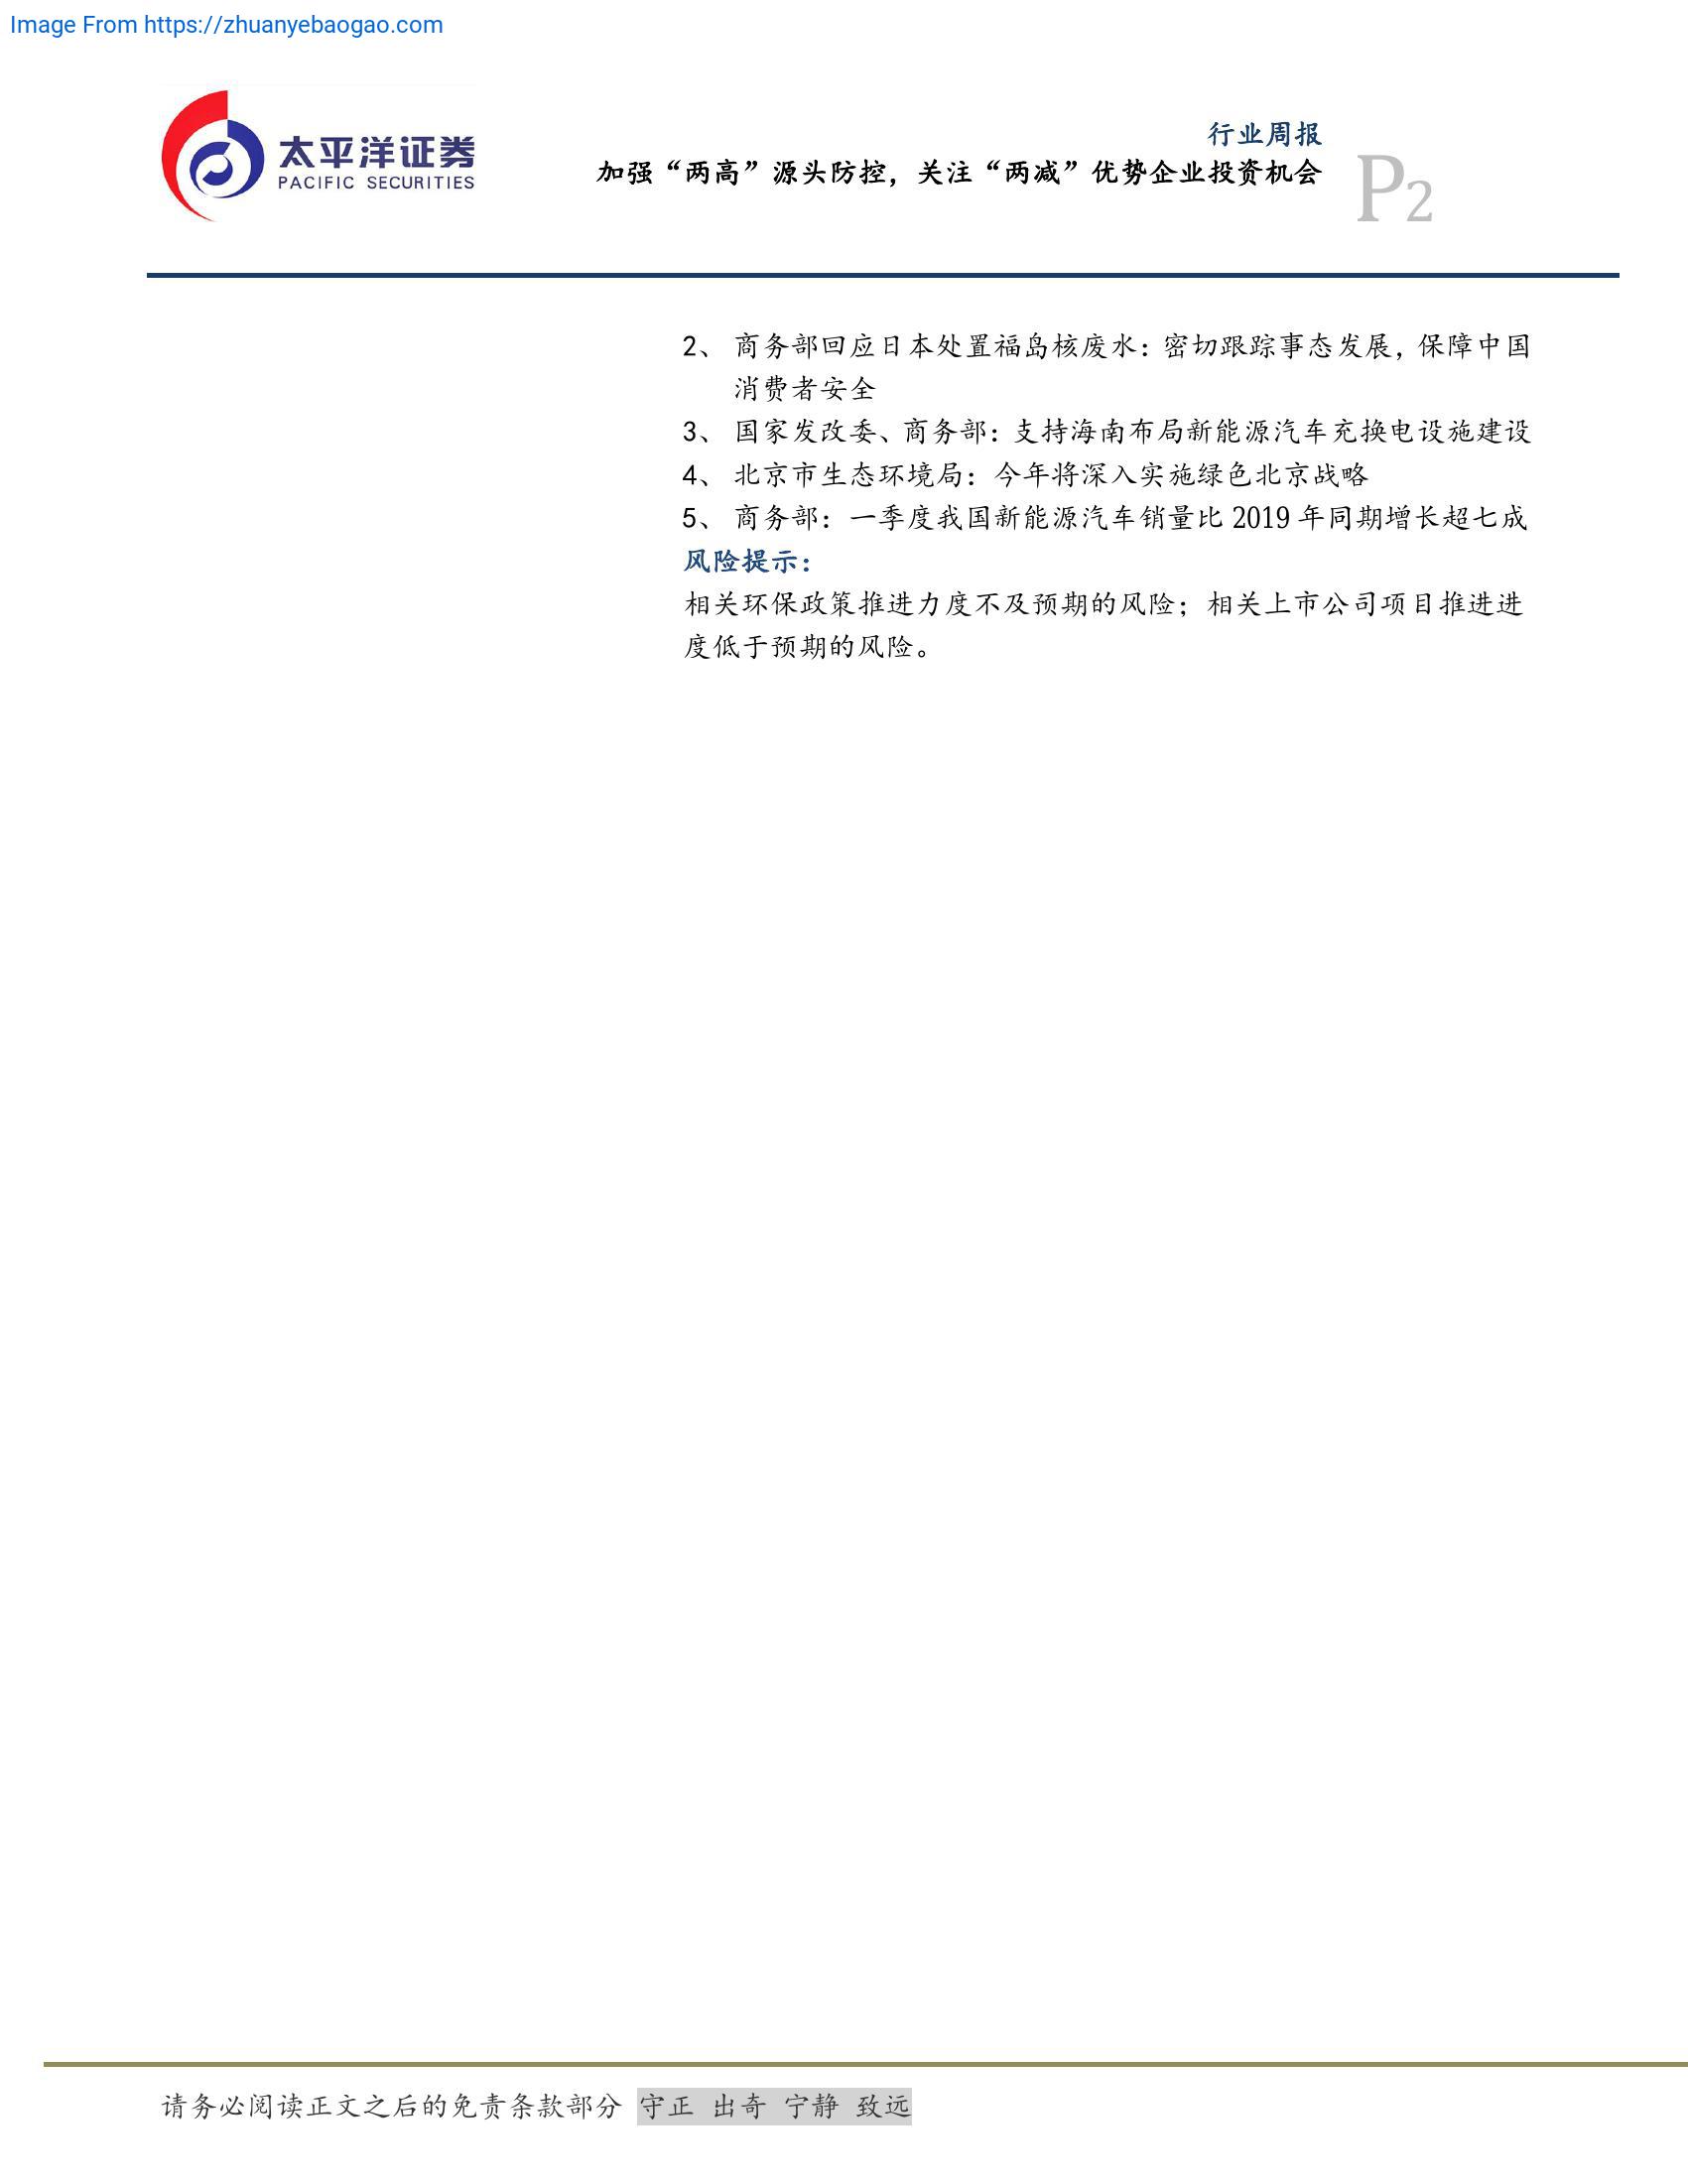 Image From https://zhuanyebaogao.com
太平洋证券
PACIFIC SECURITIES
行业周报
加强“两高”源头防控，关注“两减”优势企业投资机会
P2
2、 商务部回应日本处置福岛核废水：密切跟踪事态发展，保障中国
消费者安全
3、 国家发改委、商务部：支持海南布局新能源汽车充换电设施建设
4、 北京市生态环境局：今年将深入实施绿色北京战略
5、 商务部：一季度我国新能源汽车销量比 2019 年同期增长超七成
风险提示：
相关环保政策推进力度不及预期的风险；相关上市公司项目推进进
度低于预期的风险。
请务必阅读正文之后的免责条款部分 守正 出奇 宁静 致远